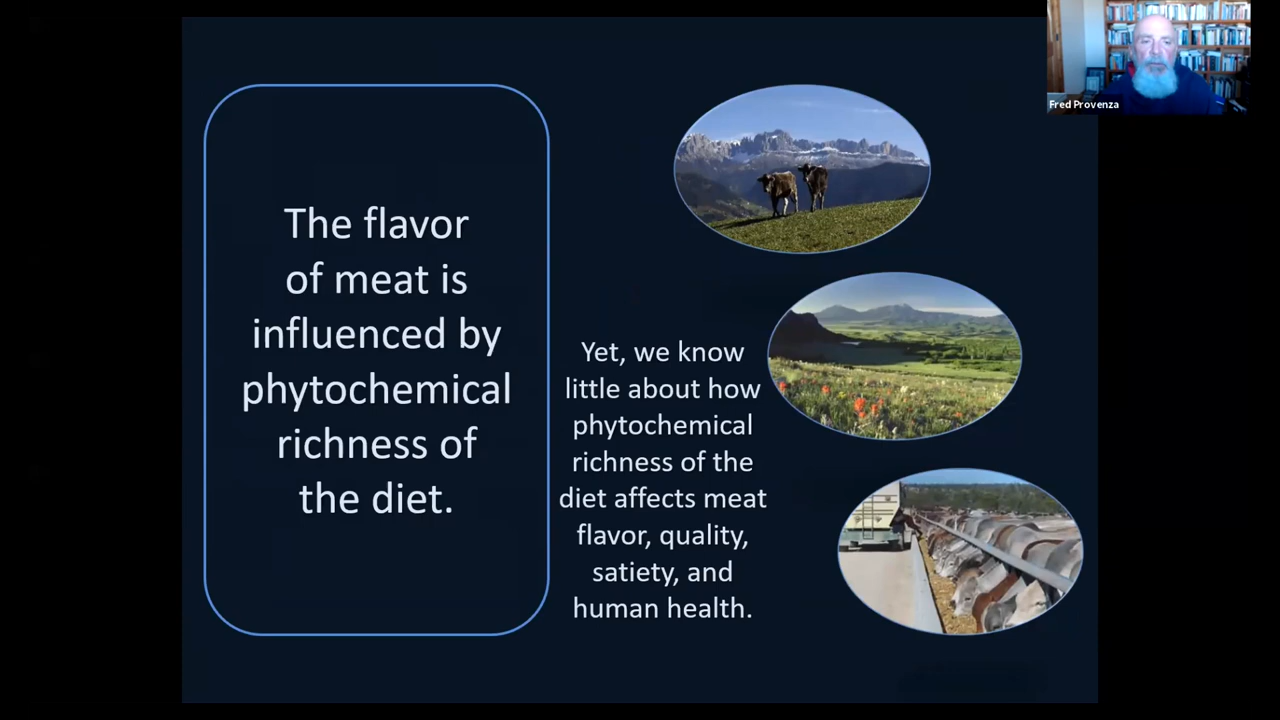 The flavor
of meat is
influenced by
phytochemical
richness of
the diet.
Yet, we know
little about how
phytochemical
richness of the
diet affects meat
flavor, quality,
satiety, and
human health.
Fred Provenza